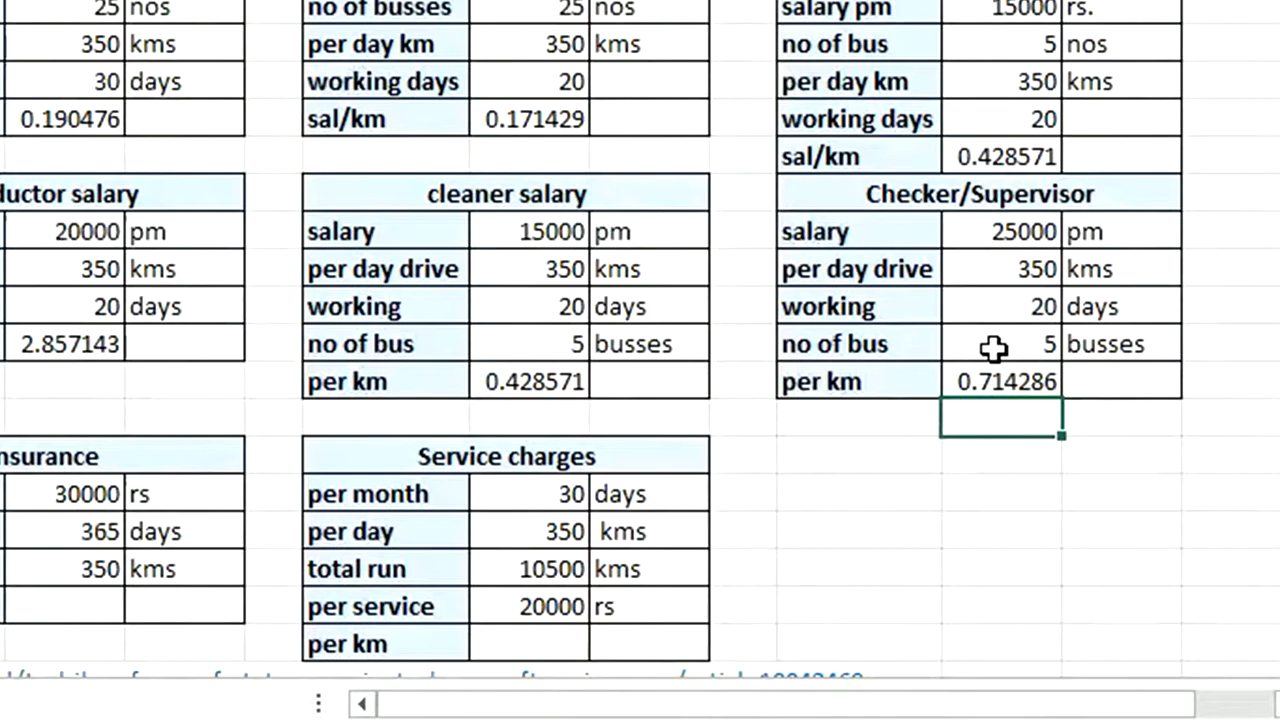 25 nos no of busses 25 nos salary pm 15000 rs.
350 kms per day km 350 kms no of bus 5 nos
30 days working days 20 per day km 350 kms
0.190476 sal/km 0.171429 working days 20
sal/km 0.428571
ductor salary cleaner salary Checker/Supervisor
20000 pm salary 15000 pm salary 25000 pm
350 kms per day drive 350 kms per day drive 350 kms
20 days working 20 days working 20 days
2.857143 no of bus 5 busses no of bus 5 busses
per km 0.428571 per km 0.714286
nsurance Service charges
30000 rs per month 30 days
365 days per day 350 kms
350 kms total run 10500 kms
per service 20000 rs
per km